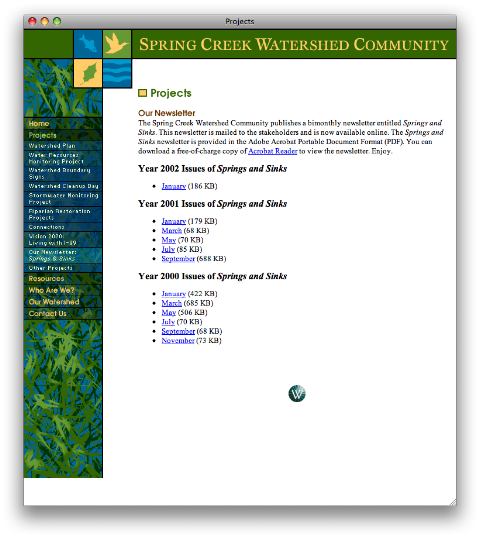 Projects
SPRING CREEK WATERSHED COMMUNITY
Projects
Home
Projects
Watershed Plan
Water Resources
Monitoring Project
Watershed Boundary
Signs
Watershed Cleanup Day
Stormwater Monitoring
Project
Riparian Restoration
Projects
Connections
Vision 2020:
Living with I-99
Our Newsletter:
Springs & Sinks
Other Projects
Resources
Who Are We?
Our Watershed
Contact Us
Our Newsletter
The Spring Creek Watershed Community publishes a bimonthly newsletter entitled Springs and
Sinks. This newsletter is mailed to the stakeholders and is now available online. The Springs and
Sinks newsletter is provided in the Adobe Acrobat Portable Document Format (PDF). You can
download a free-of-charge copy of Acrobat Reader to view the newsletter. Enjoy.
Year 2002 Issues of Springs and Sinks
January (186 KB)
Year 2001 Issues of Springs and Sinks
January (179 KB)
March (68 KB)
May (70 KB)
July (85 KB)
September (688 KB)
Year 2000 Issues of Springs and Sinks
January (422 KB)
March (685 KB)
May (506 KB)
July (70 KB)
September (68 KB)
November (73 KB)
W